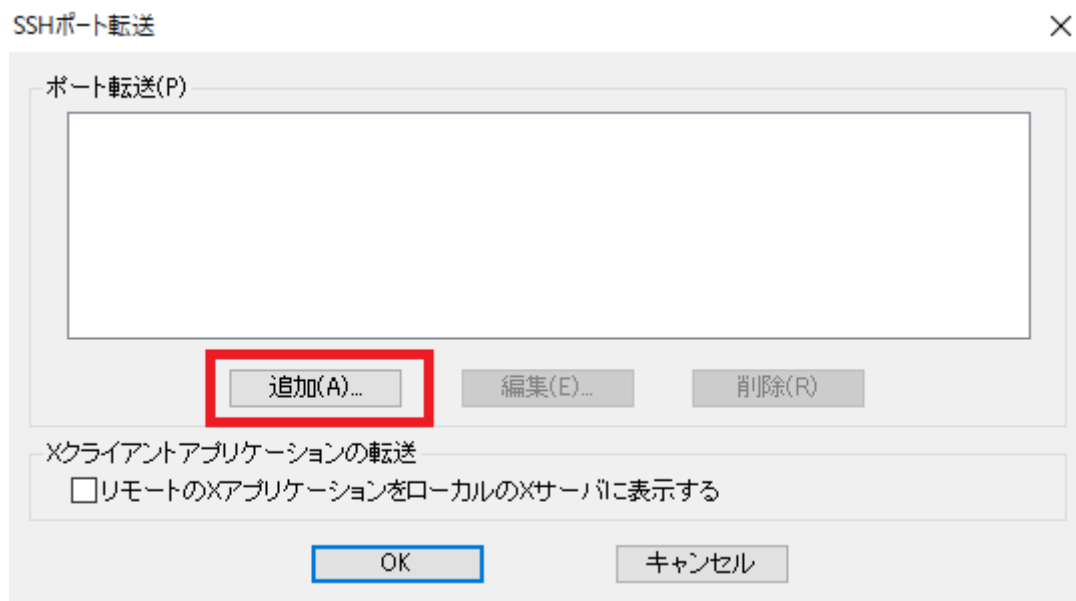 SSHポート転送
ポート転送(P)
追加(A)... 編集(E)... 削除(R)
Xクライアントアプリケーションの転送
リモートのXアプリケーションをローカルのXサーバに表示する
OK キャンセル